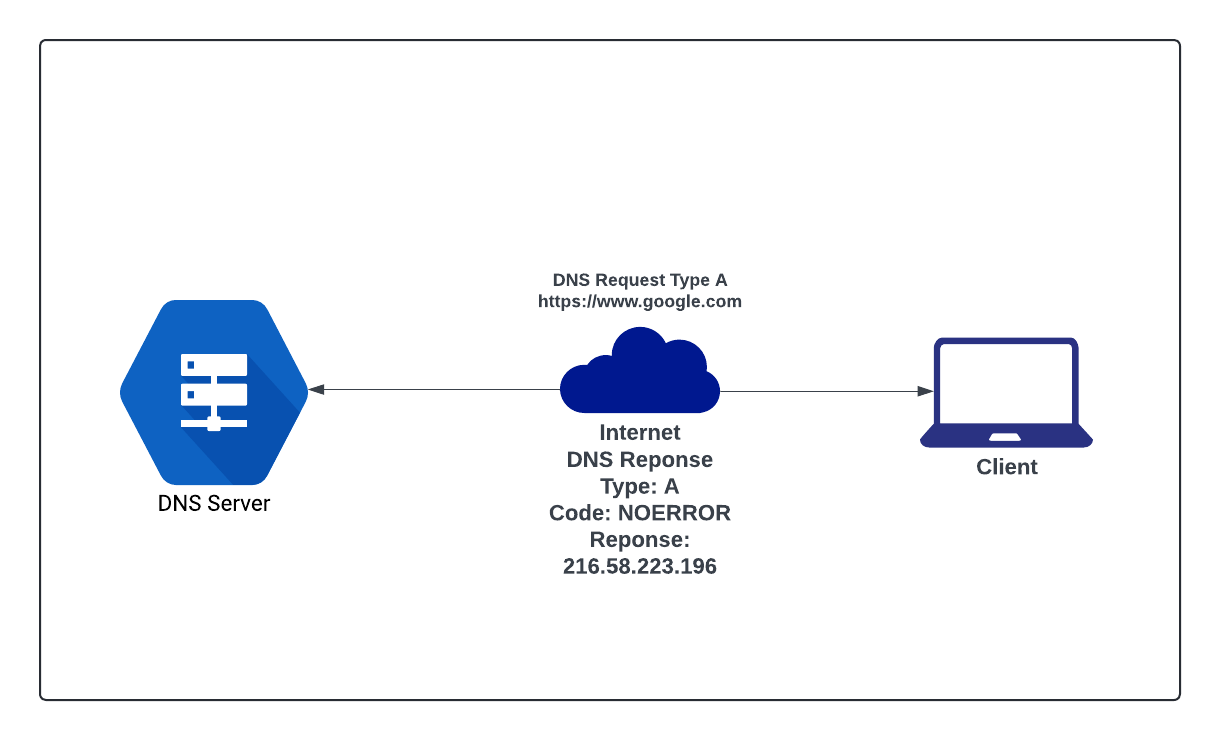 DNS Request Type A
https://www.google.com
Internet
DNS Reponse
Type: A
Code: NOERROR
Reponse:
216.58.223.196
DNS Server
Client